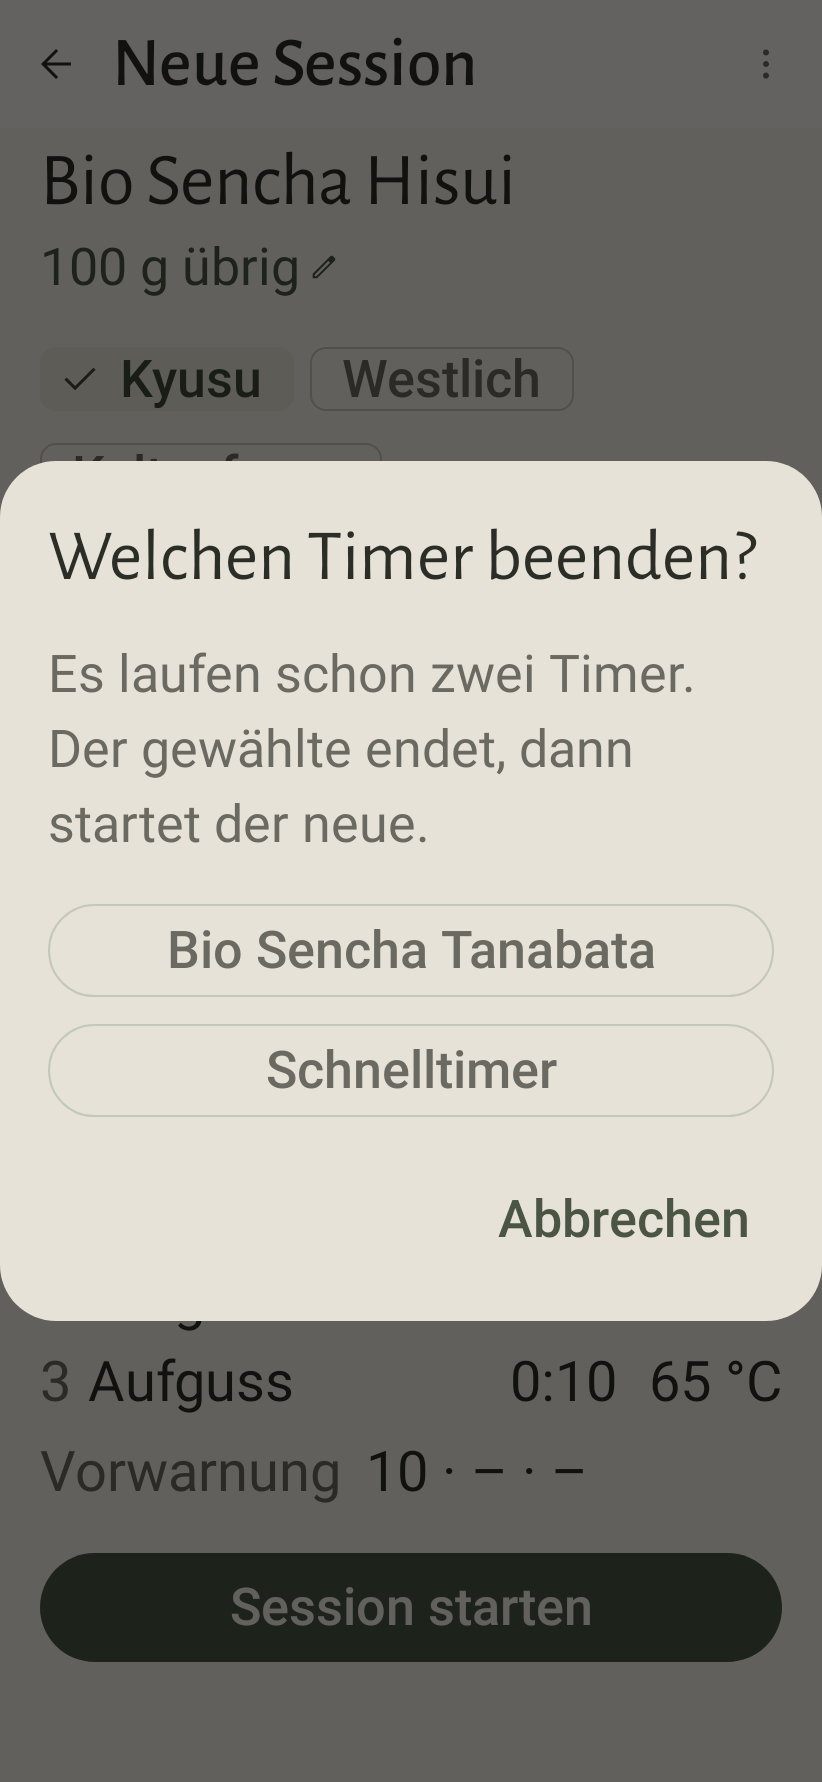 Neue Session
Bio Sencha Hisui
100 g übrig
Kyusu
Westlich
Welchen Timer beenden?
Es laufen schon zwei Timer.
Der gewählte endet, dann
startet der neue.
Bio Sencha Tanabata
Schnelltimer
Abbrechen
3 Aufguss 0:10 65 °C
Vorwarnung 10 · – · –
Session starten